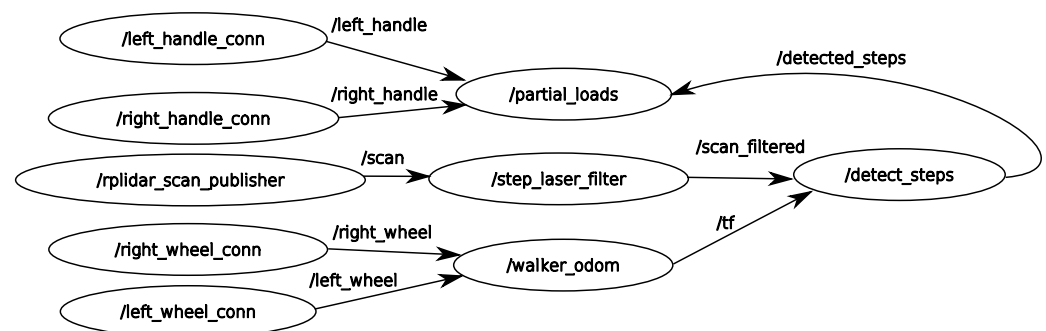 /left_handle_conn
/left_handle
/detected_steps
/right_handle_conn
/right_handle
/partial_loads
/rplidar_scan_publisher
/scan
/step_laser_filter
/scan_filtered
/detect_steps
/right_wheel_conn
/right_wheel
/walker_odom
/tf
/left_wheel_conn
/left_wheel